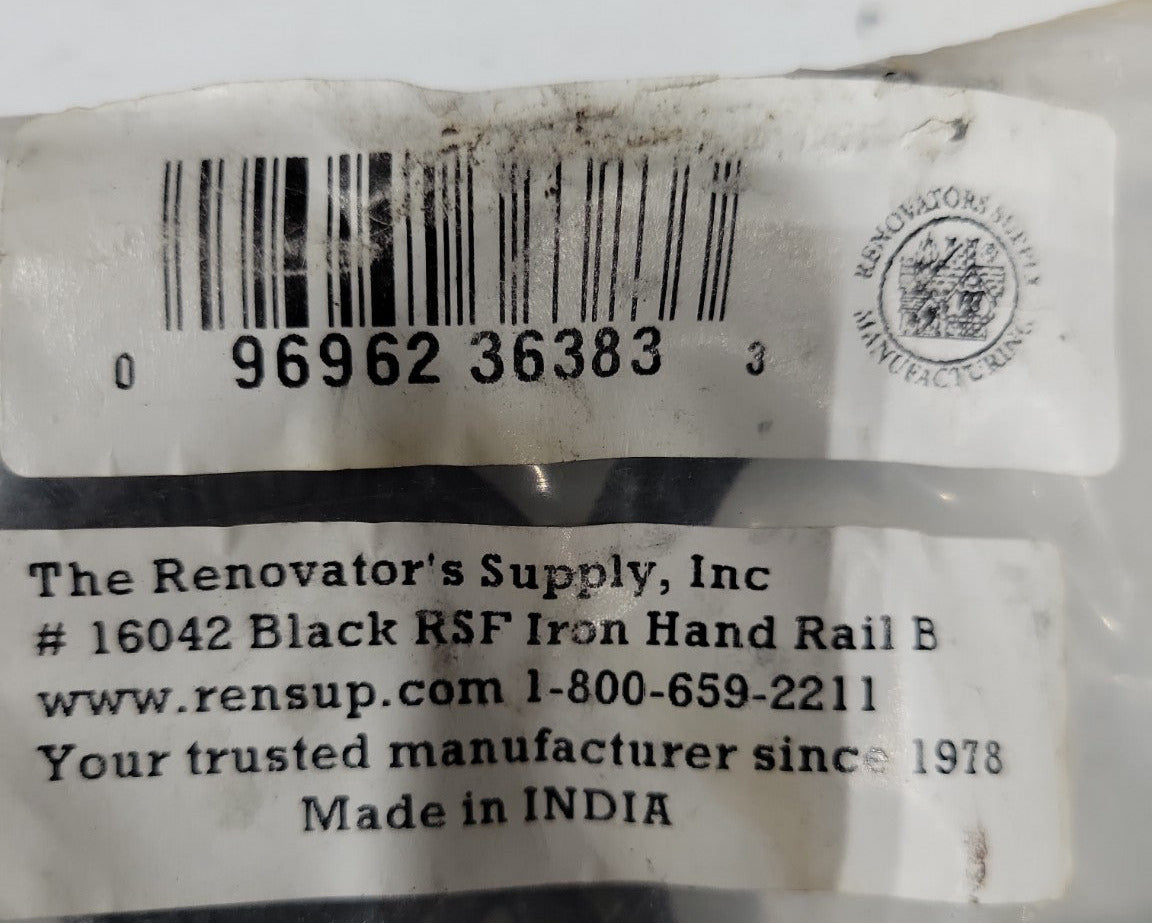 0 96962 36383 3
RENOVATORS SUPPLY
MANUFACTURING
The Renovator's Supply, Inc
# 16042 Black RSF Iron Hand Rail B
www.rensup.com 1-800-659-2211
Your trusted manufacturer since 1978
Made in INDIA